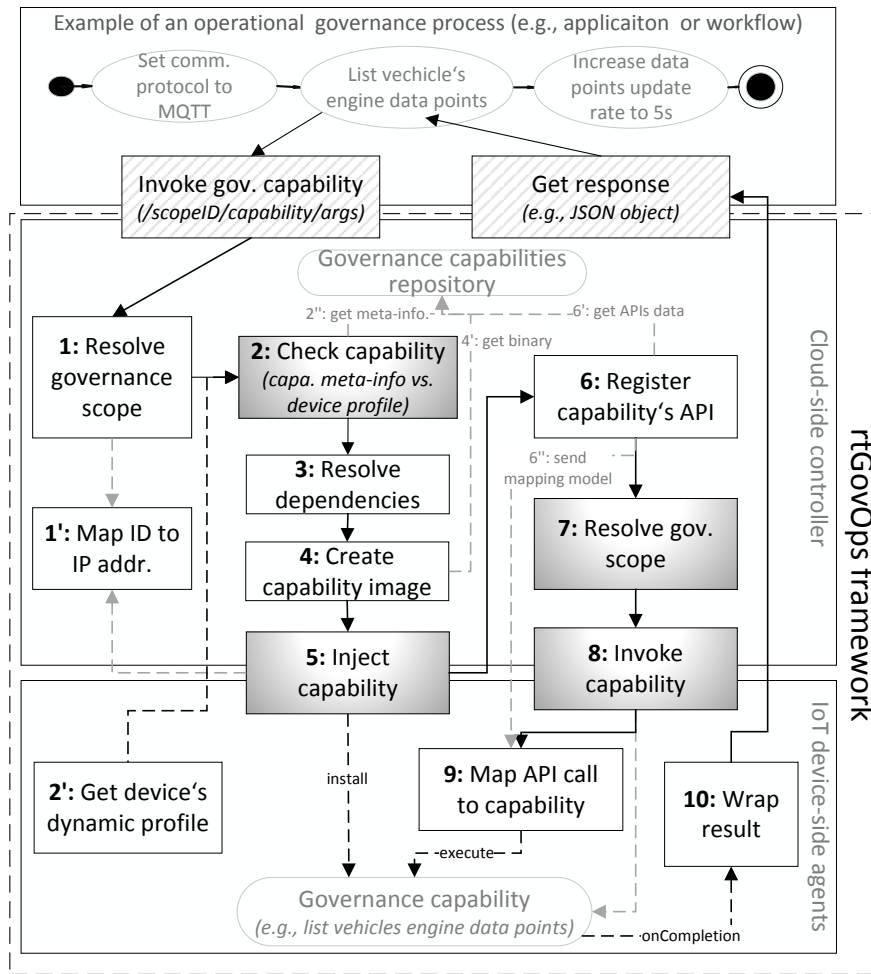 Example of an operational governance process (e.g., applicaiton or workflow)
Set comm.
protocol to
MQTT
List vechicle‘s
engine data points
Increase data
points update
rate to 5s
Invoke gov. capability
(/scopeID/capability/args)
Get response
(e.g., JSON object)
Governance capabilities
repository
2'': get meta-info.
6': get APIs data
4': get binary
1: Resolve
governance
scope
2: Check capability
(capa. meta-info vs.
device profile)
6: Register
capability‘s API
3: Resolve
dependencies
6'': send
mapping model
1': Map ID to
IP addr.
4: Create
capability image
7: Resolve gov.
scope
5: Inject
capability
8: Invoke
capability
Cloud-side controller
rtGovOps framework
2': Get device‘s
dynamic profile
install
9: Map API call
to capability
10: Wrap
result
execute
Governance capability
(e.g., list vehicles engine data points)
onCompletion
IoT device-side agents